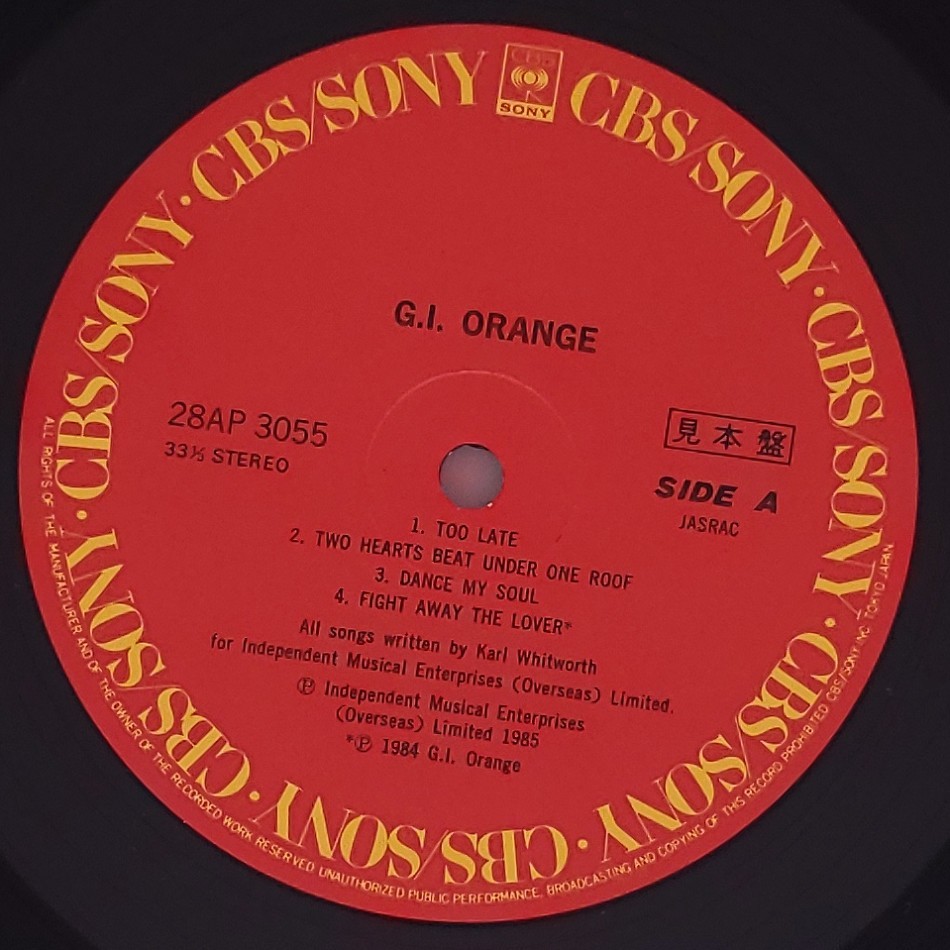 CBS
SONY
CBS/SONY · CBS/SONY · CBS/SONY · CBS/SONY · CBS/SONY · CBS/SONY · CBS/SONY · CBS/SONY
G.I. ORANGE
28AP 3055
33⅓ STEREO
見本盤
SIDE A
JASRAC
1. TOO LATE
2. TWO HEARTS BEAT UNDER ONE ROOF
3. DANCE MY SOUL
4. FIGHT AWAY THE LOVER*
All songs written by Karl Whitworth
for Independent Musical Enterprises (Overseas) Limited.
℗ Independent Musical Enterprises
(Overseas) Limited 1985
*℗ 1984 G.I. Orange
ALL RIGHTS OF THE MANUFACTURER AND OF THE OWNER OF THE RECORDED WORK RESERVED. UNAUTHORIZED PUBLIC PERFORMANCE, BROADCASTING AND COPYING OF THIS RECORD PROHIBITED CBS/SONY INC. TOKYO JAPAN